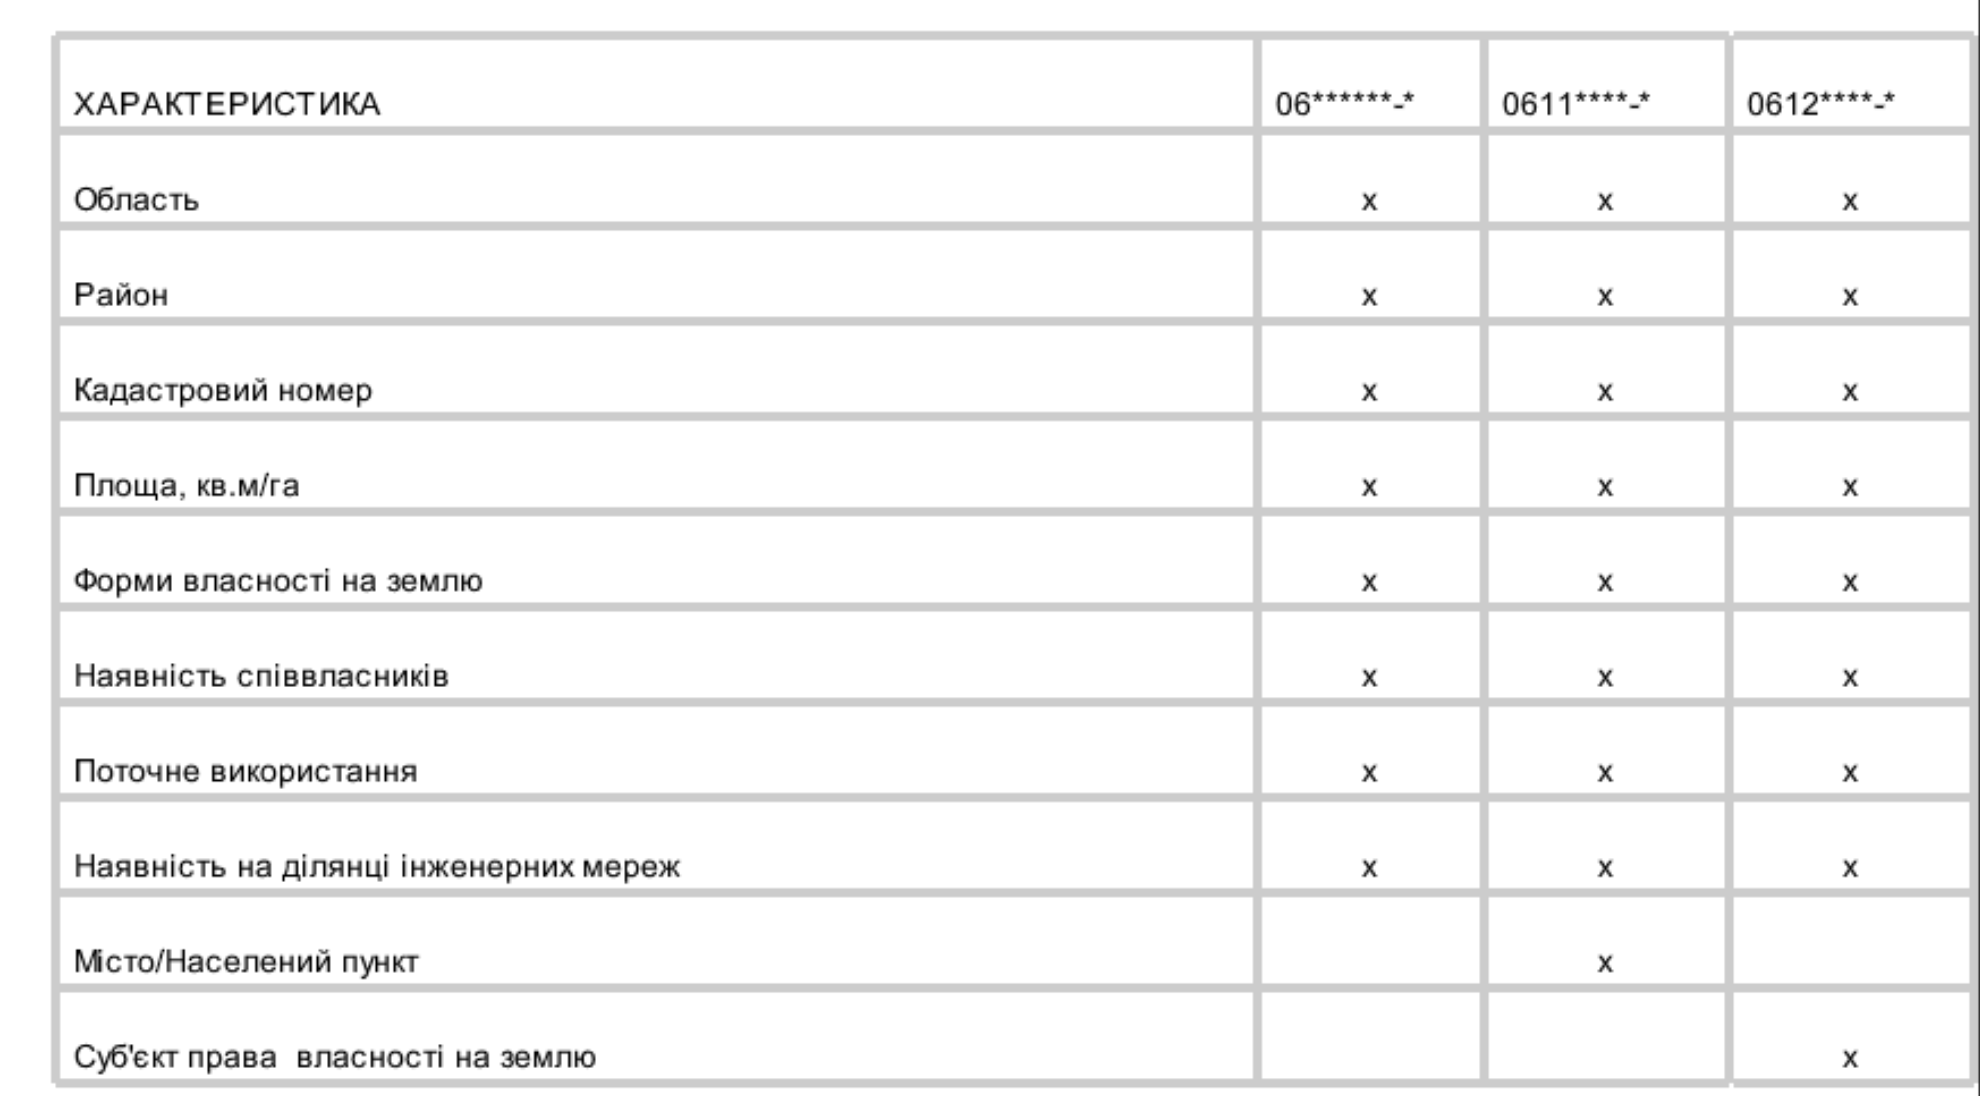 ХАРАКТЕРИСТИКА 06******-* 0611****-* 0612****-*
Область x x x
Район x x x
Кадастровий номер x x x
Площа, кв.м/га x x x
Форми власності на землю x x x
Наявність співвласників x x x
Поточне використання x x x
Наявність на ділянці інженерних мереж x x x
Місто/Населений пункт x
Суб'єкт права власності на землю x